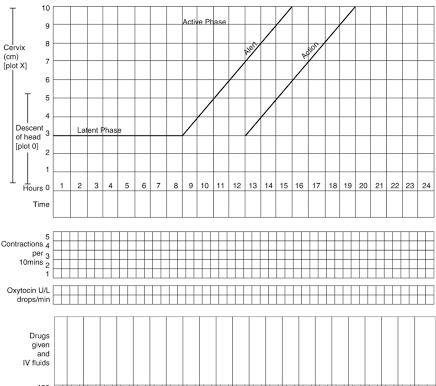 10
9
8
7
6
5
4
3
2
1
Hours 0
Cervix
(cm)
[plot X]
Descent
of head
[plot 0]
Active Phase
Alert
Action
Latent Phase
1 2 3 4 5 6 7 8 9 10 11 12 13 14 15 16 17 18 19 20 21 22 23 24
Time
Contractions
per
10mins
5
4
3
2
1
Oxytocin U/L
drops/min
Drugs
given
and
IV fluids